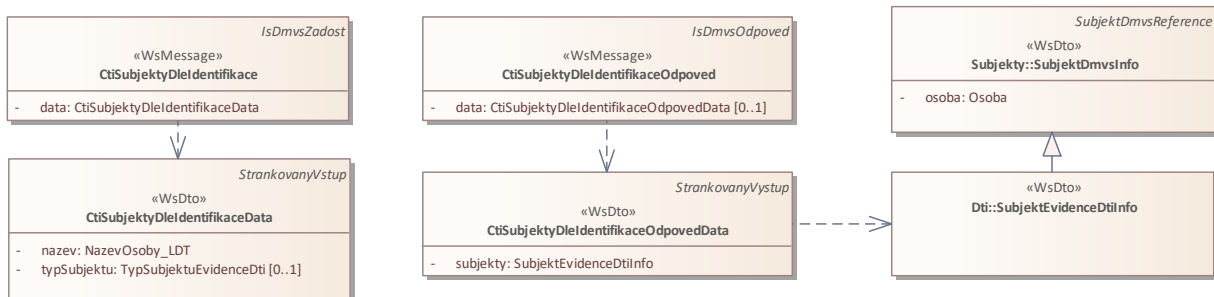 IsDmvsZadost
«WsMessage»
CtiSubjektyDleIdentifikace
- data: CtiSubjektyDleIdentifikaceData
StrankovanyVstup
«WsDto»
CtiSubjektyDleIdentifikaceData
- nazev: NazevOsoby_LDT
- typSubjektu: TypSubjektuEvidenceDti [0..1]
IsDmvsOdpoved
«WsMessage»
CtiSubjektyDleIdentifikaceOdpoved
- data: CtiSubjektyDleIdentifikaceOdpovedData [0..1]
StrankovanyVystup
«WsDto»
CtiSubjektyDleIdentifikaceOdpovedData
- subjekty: SubjektEvidenceDtiInfo
SubjektDmvsReference
«WsDto»
Subjekty::SubjektDmvsInfo
- osoba: Osoba
«WsDto»
Dti::SubjektEvidenceDtiInfo